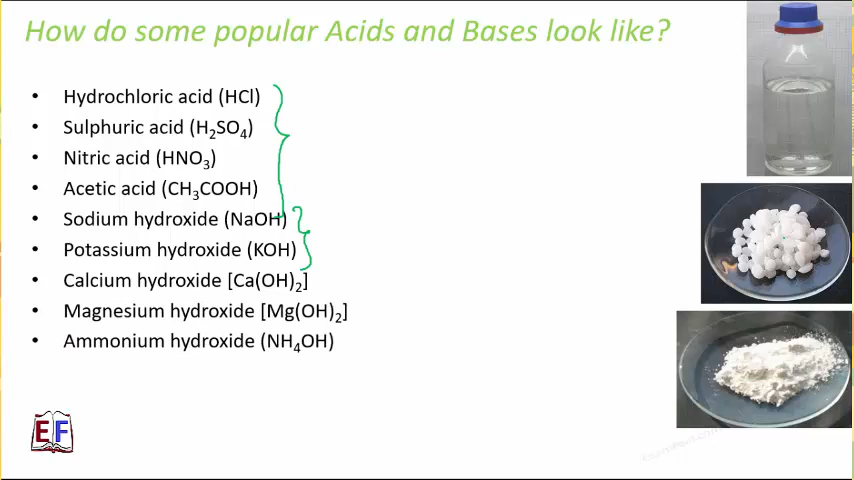 How do some popular Acids and Bases look like?
• Hydrochloric acid (HCl)
• Sulphuric acid (H₂SO₄)
• Nitric acid (HNO₃)
• Acetic acid (CH₃COOH)
• Sodium hydroxide (NaOH)
• Potassium hydroxide (KOH)
• Calcium hydroxide [Ca(OH)₂]
• Magnesium hydroxide [Mg(OH)₂]
• Ammonium hydroxide (NH₄OH)
EF